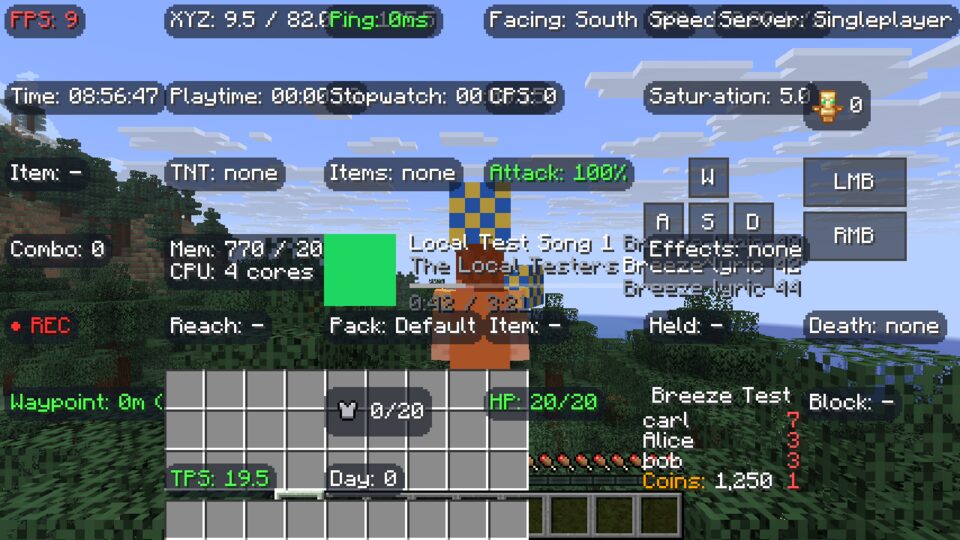 FPS: 9
XYZ: 9.5 / 82.
Ping: 0ms
Facing: South
Speed
Server: Singleplayer
Time: 08:56:47
Playtime: 00:00
Stopwatch: 00
CPS: 0
Saturation: 5.0
0
Item: -
TNT: none
Items: none
Attack: 100%
W
LMB
A S D
RMB
Combo: 0
Mem: 770 / 20
CPU: 4 cores
Local Test Song 1
The Local Testers
0:42 / 3:21
Effects: none
Breeze lyric 42
Breeze lyric 44
REC
Reach: -
Pack: Default
Item: -
Held: -
Death: none
Waypoint: 0m (
0/20
HP: 20/20
Breeze Test
carl 7
Alice 3
bob 3
Coins: 1,250 1
Block: -
TPS: 19.5
Day: 0